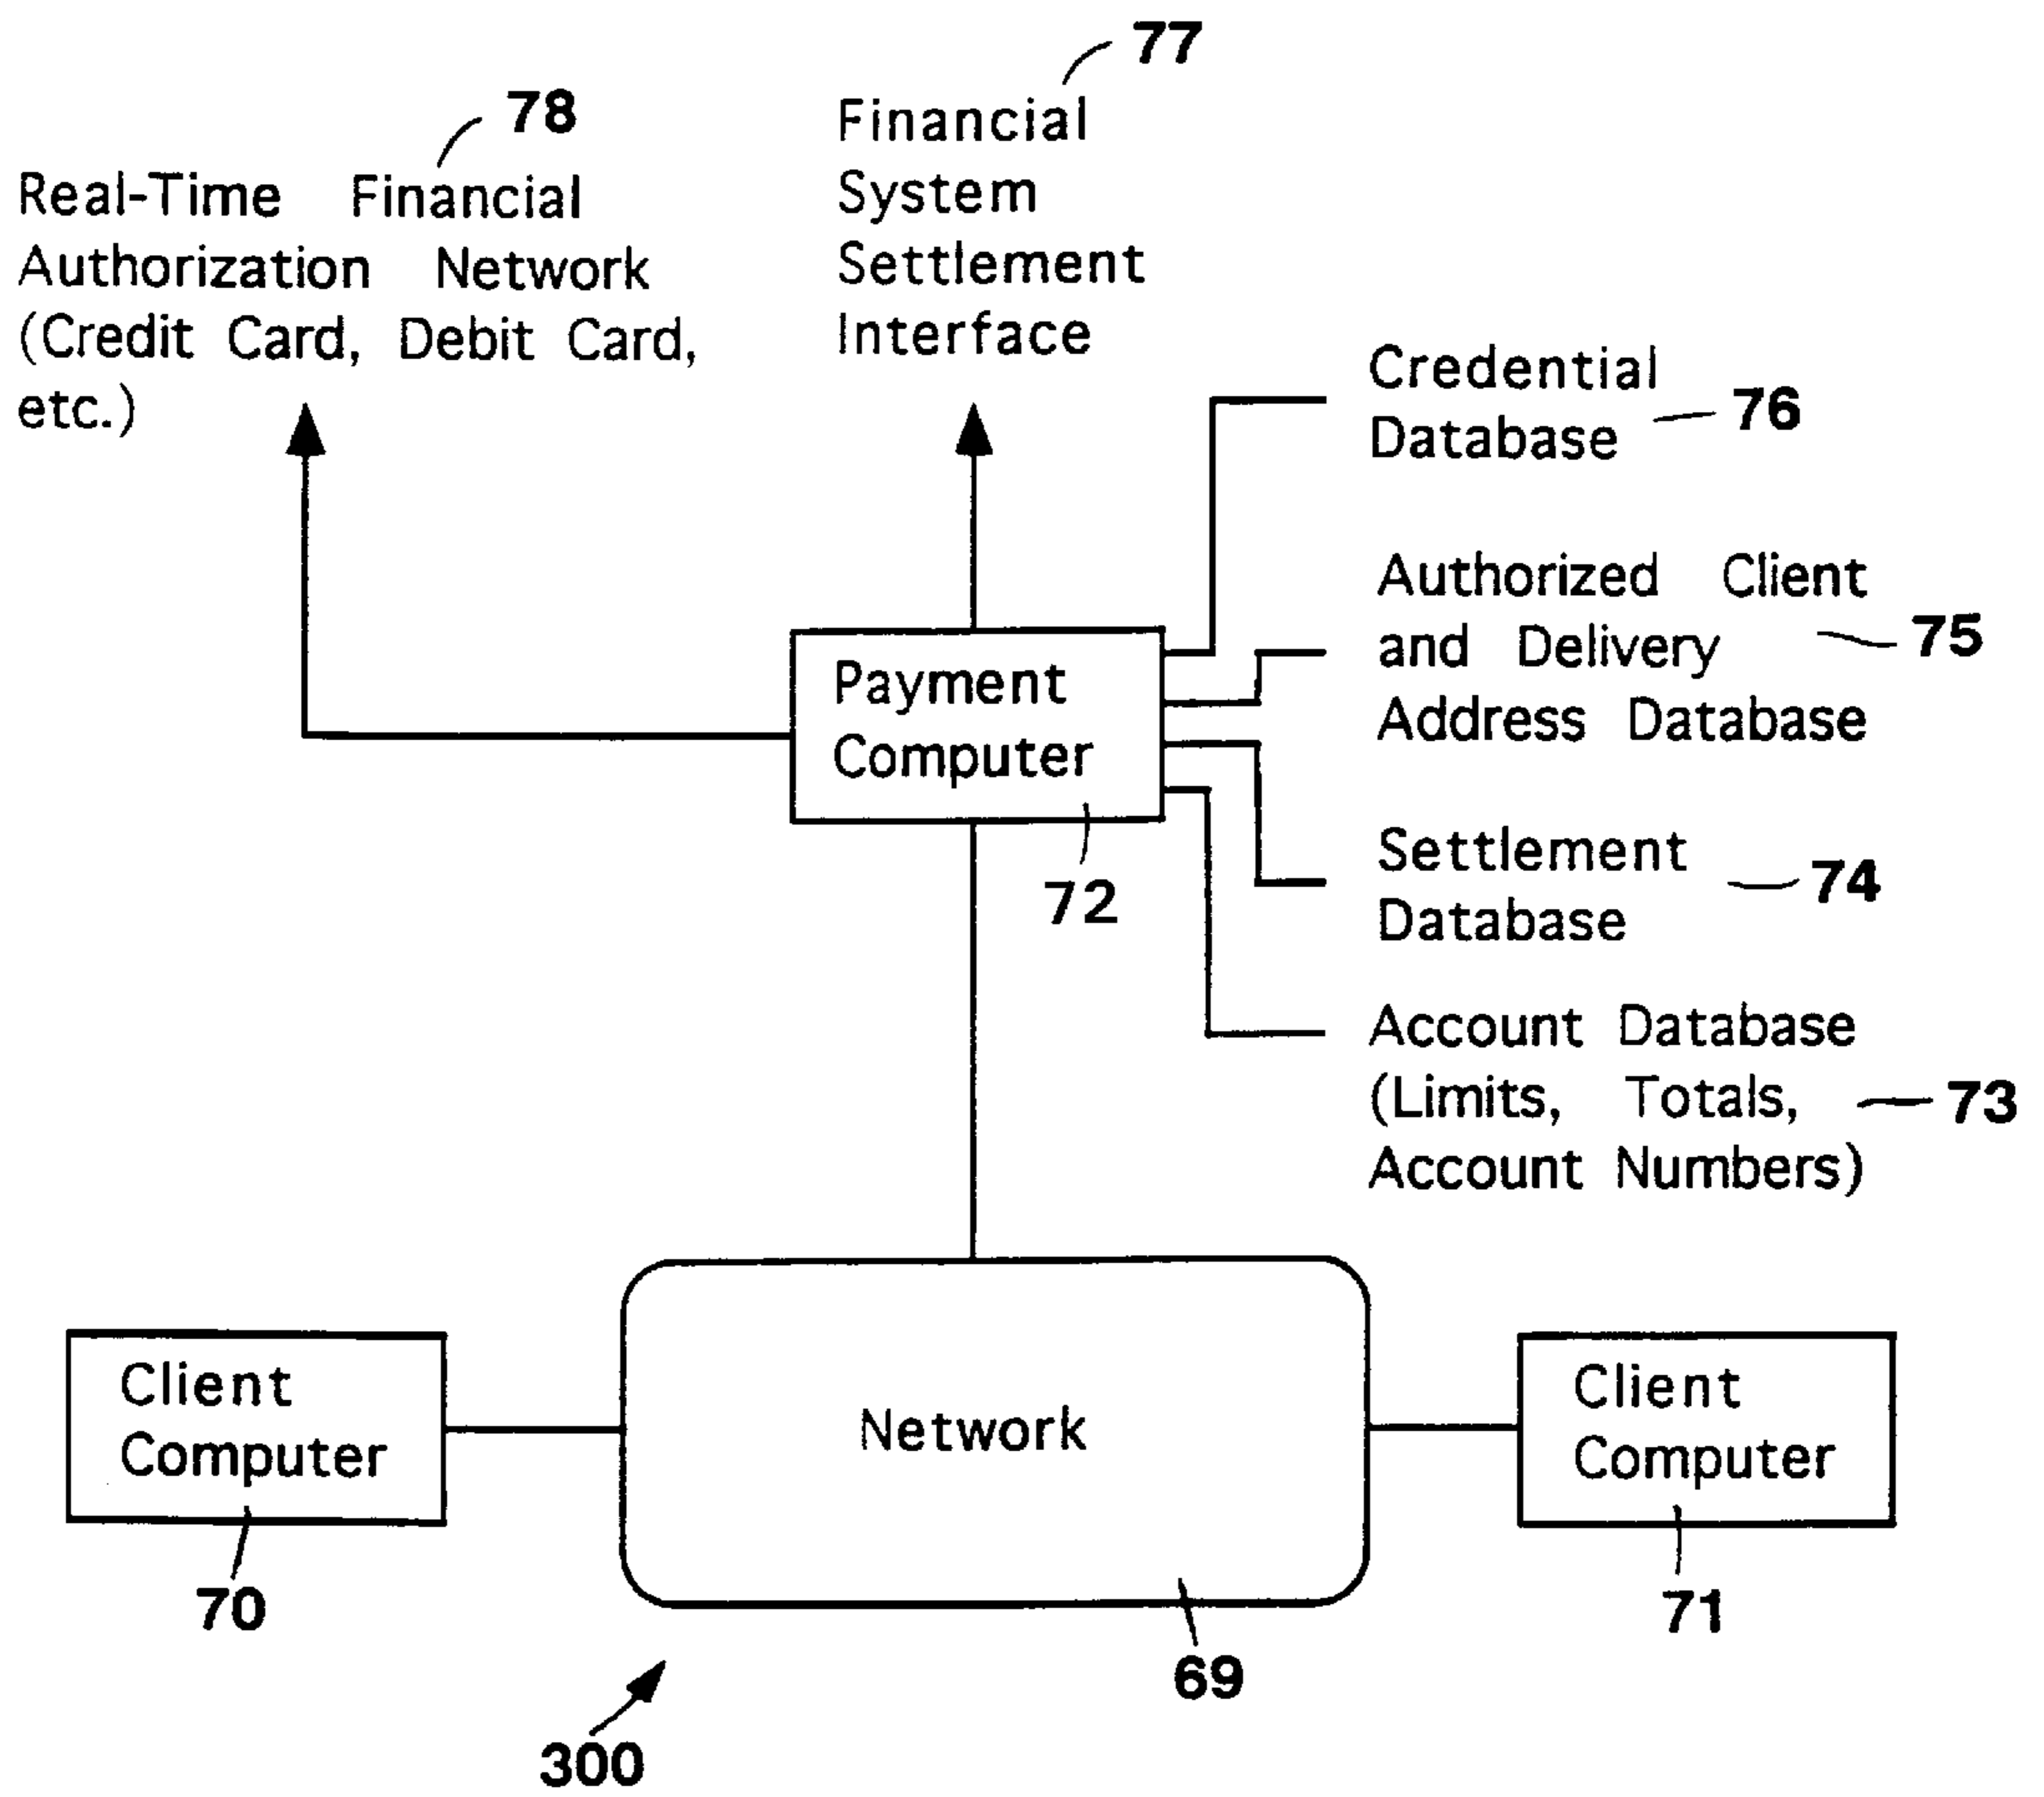 77
78
Financial
System
Settlement
Interface
Real-Time Financial
Authorization Network
(Credit Card, Debit Card,
etc.)
Credential
Database
76
Authorized Client
and Delivery
Address Database
75
Payment
Computer
72
Settlement
Database
74
Account Database
(Limits, Totals,
Account Numbers)
73
Client
Computer
70
Network
69
Client
Computer
71
300